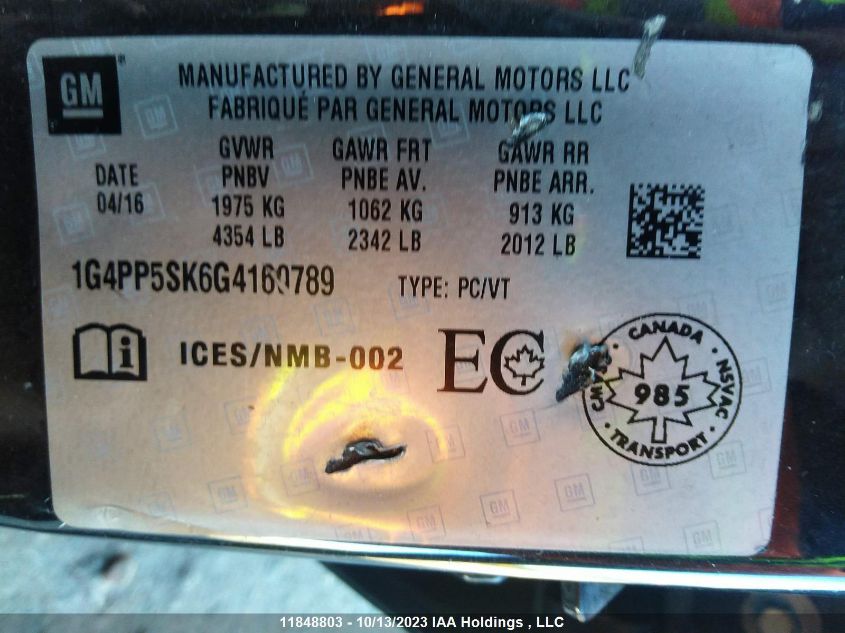 GM
MANUFACTURED BY GENERAL MOTORS LLC
FABRIQUÉ PAR GENERAL MOTORS LLC
DATE
04/16
GVWR
PNBV
1975 KG
4354 LB
GAWR FRT
PNBE AV.
1062 KG
2342 LB
GAWR RR
PNBE ARR.
913 KG
2012 LB
TYPE: PC/VT
ICES/NMB-002
EC
CANADA
NSVAC
985
TRANSPORT
11848803 - 10/13/2023 IAA Holdings , LLC